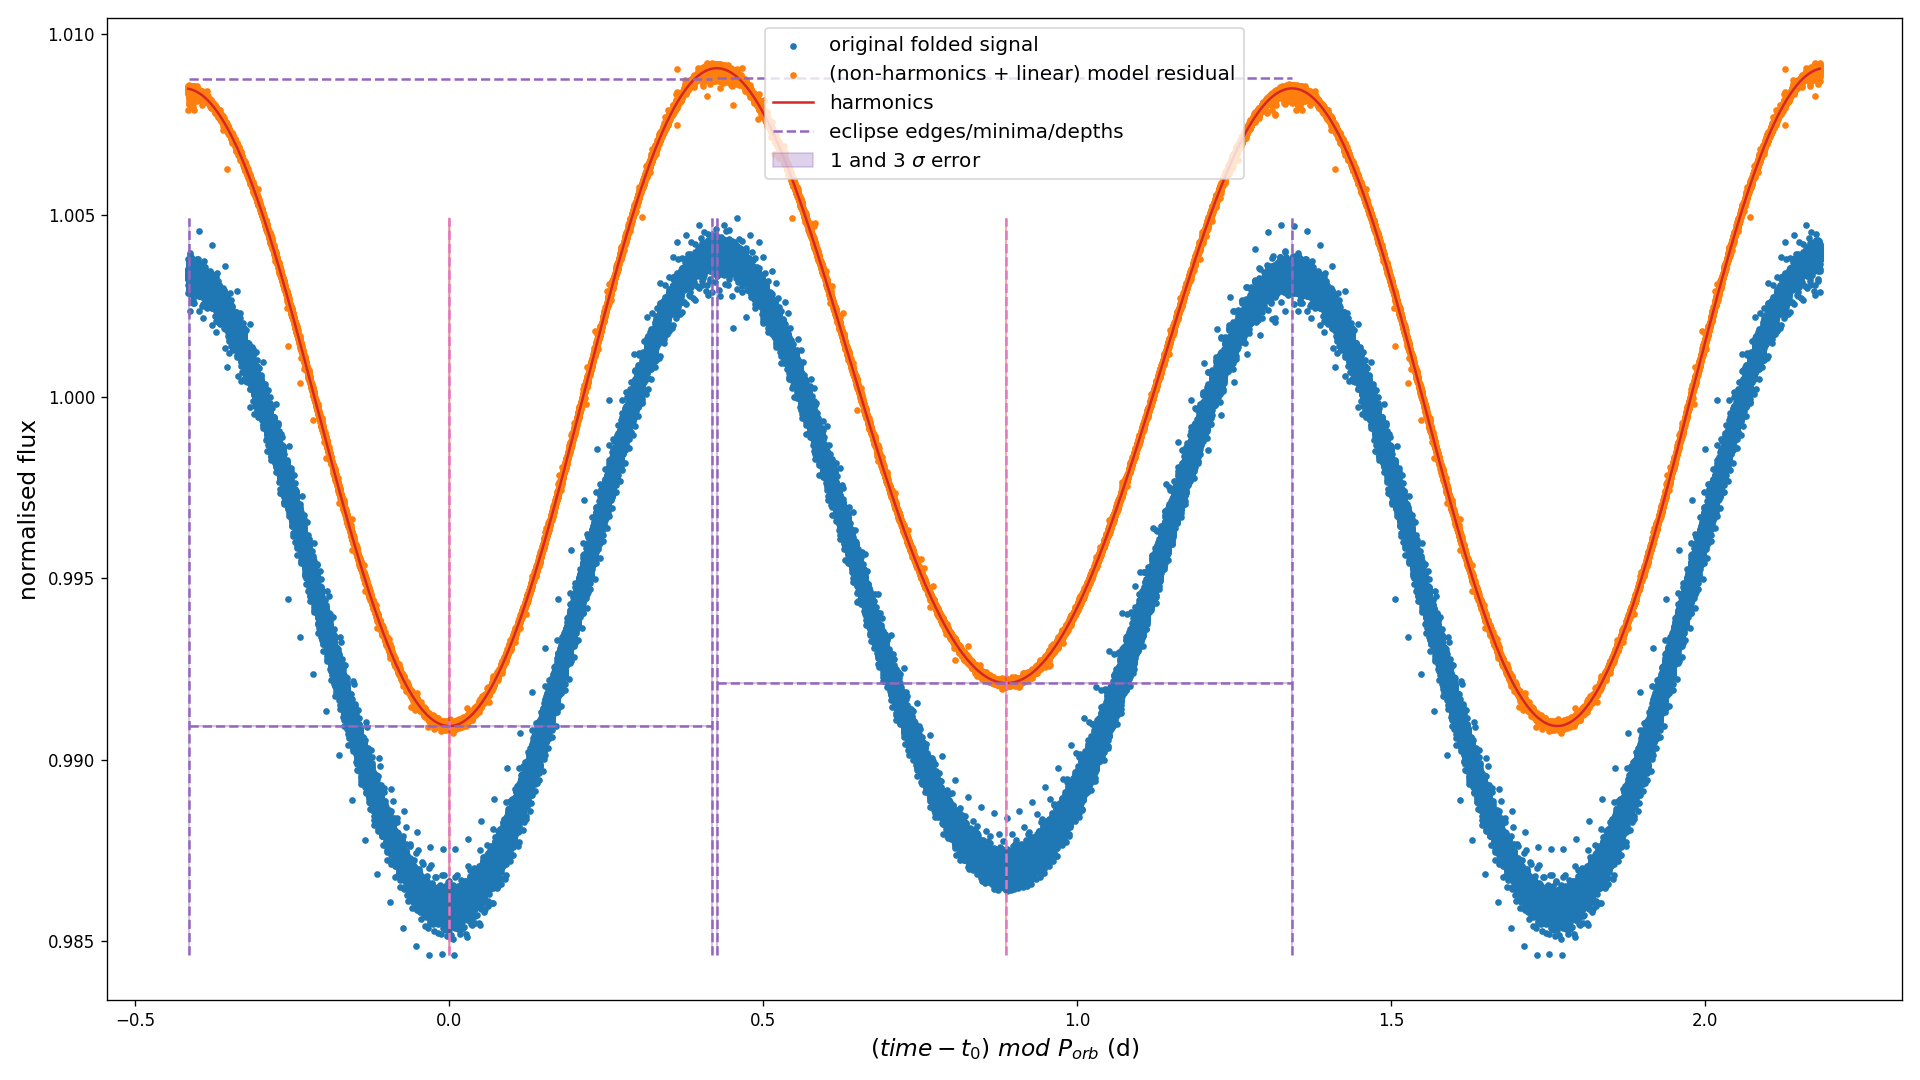 original folded signal
(non-harmonics + linear) model residual
harmonics
eclipse edges/minima/depths
1 and 3 σ error
normalised flux
1.010
1.005
1.000
0.995
0.990
0.985
−0.5 0.0 0.5 1.0 1.5 2.0
(time − t₀) mod Pₒᵣb (d)